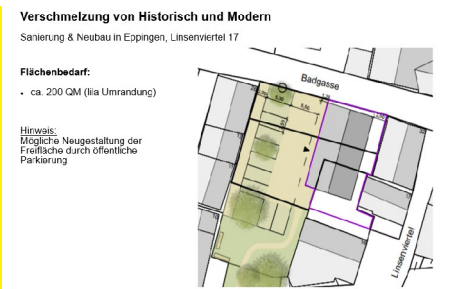 Verschmelzung von Historisch und Modern
Sanierung & Neubau in Eppingen, Linsenviertel 17
Flächenbedarf:
• ca. 200 QM (lila Umrandung)
Hinweis:
Mögliche Neugestaltung der
Freifläche durch öffentliche
Parkierung
Badgasse
Linsenviertel